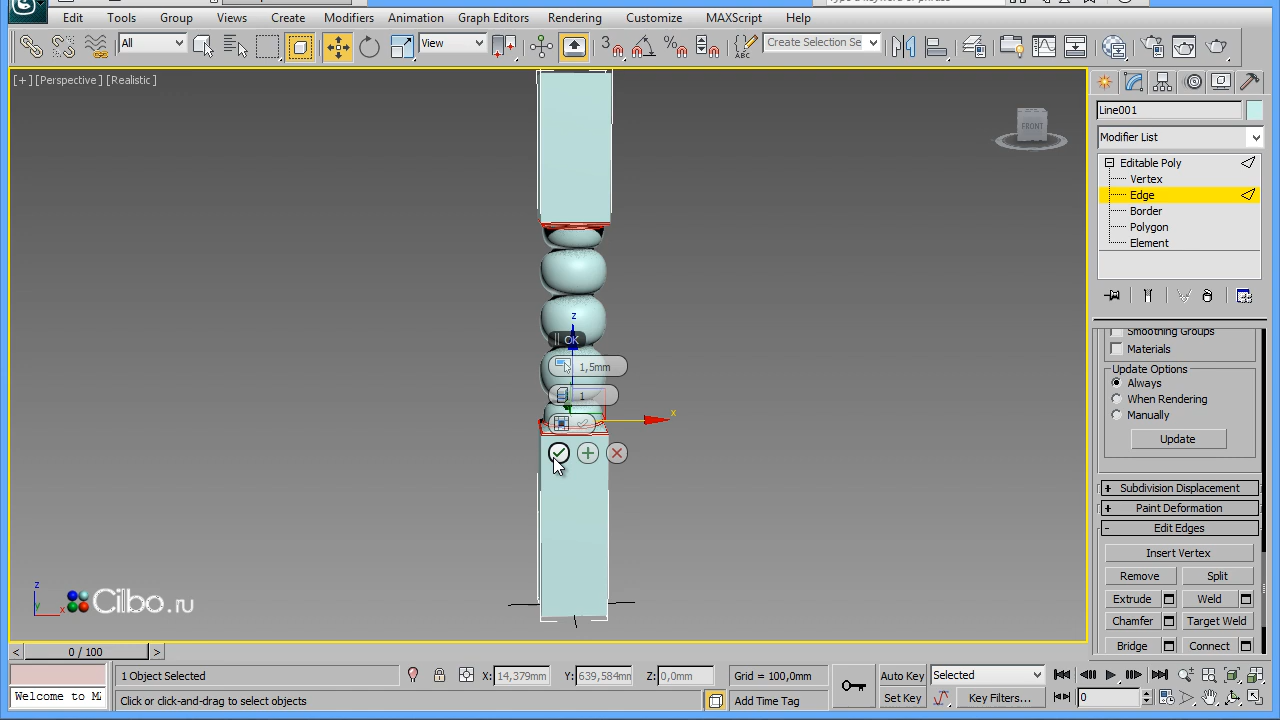 Edit Tools Group Views Create Modifiers Animation Graph Editors Rendering Customize MAXScript Help
All View 3 ABC Create Selection Se
[+] [Perspective] [Realistic]
FRONT
Line001
Modifier List
Editable Poly
Vertex
Edge
Border
Polygon
Element
z
OK
1,5mm
1
x
Smoothing Groups
Materials
Update Options
Always
When Rendering
Manually
Update
+ Subdivision Displacement
+ Paint Deformation
- Edit Edges
Insert Vertex
Remove Split
Extrude Weld
Chamfer Target Weld
Bridge Connect
z
y
x
Cilbo.ru
< 0 / 100 >
1 Object Selected X: 14,379mm Y: 639,584mm Z: 0,0mm Grid = 100,0mm Auto Key Selected
Welcome to MA Click or click-and-drag to select objects Add Time Tag Set Key Key Filters... 0